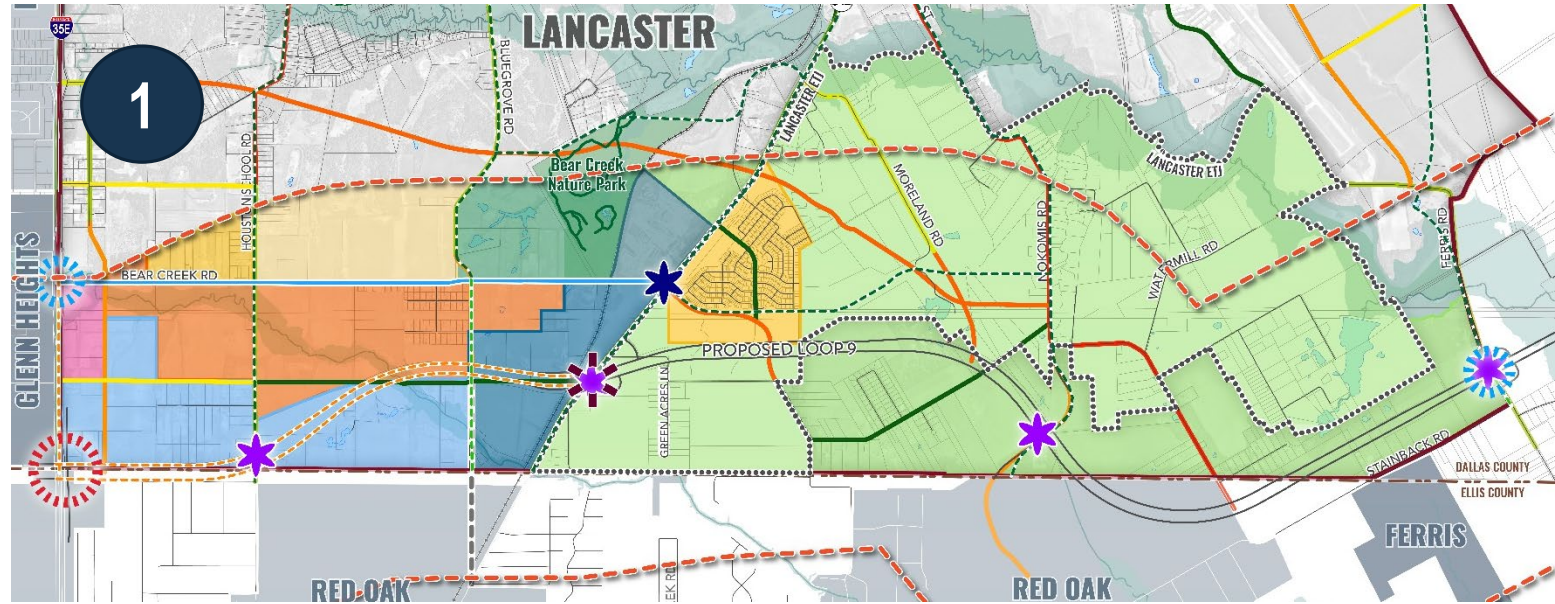 35E
1
LANCASTER
BLUEGROVE RD
LANCASTER ETJ
Bear Creek
Nature Park
MORELAND RD
LANCASTER ETJ
HOUSTON SCHOOL RD
NOKOMIS RD
WATERMILL RD
FERRIS RD
BEAR CREEK RD
GLENN HEIGHTS
PROPOSED LOOP 9
GREEN ACRES LN
STAINBACK RD
DALLAS COUNTY
ELLIS COUNTY
FERRIS
RED OAK
EK RD
RED OAK